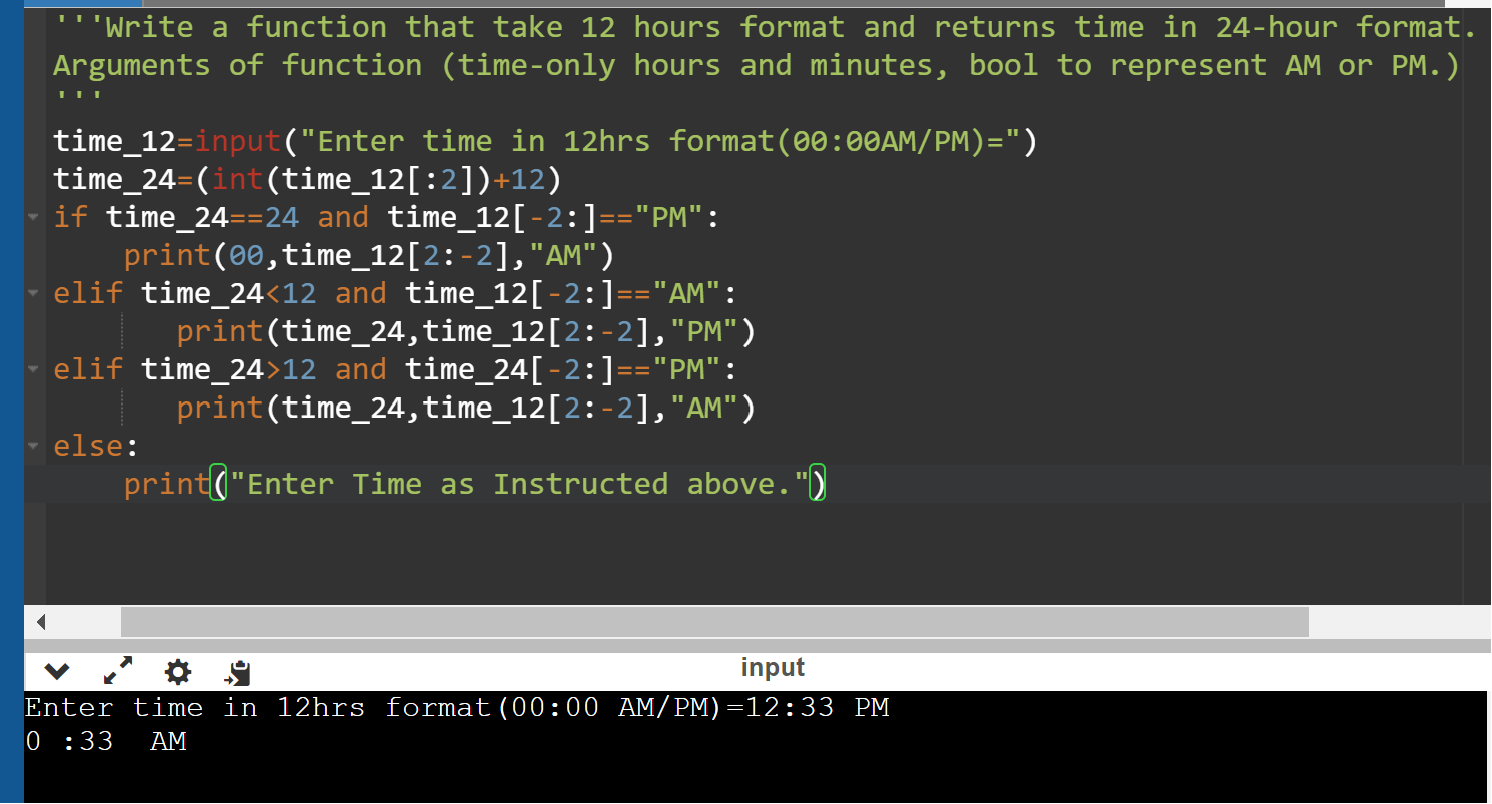 '''Write a function that take 12 hours format and returns time in 24-hour format.
Arguments of function (time-only hours and minutes, bool to represent AM or PM.)
'''
time_12=input("Enter time in 12hrs format(00:00AM/PM)=")
time_24=(int(time_12[:2])+12)
if time_24==24 and time_12[-2:]=="PM":
    print(00,time_12[2:-2],"AM")
elif time_24<12 and time_12[-2:]=="AM":
       print(time_24,time_12[2:-2],"PM")
elif time_24>12 and time_24[-2:]=="PM":
       print(time_24,time_12[2:-2],"AM")
else:
    print("Enter Time as Instructed above.")
input
Enter time in 12hrs format(00:00 AM/PM)=12:33 PM
0 :33  AM